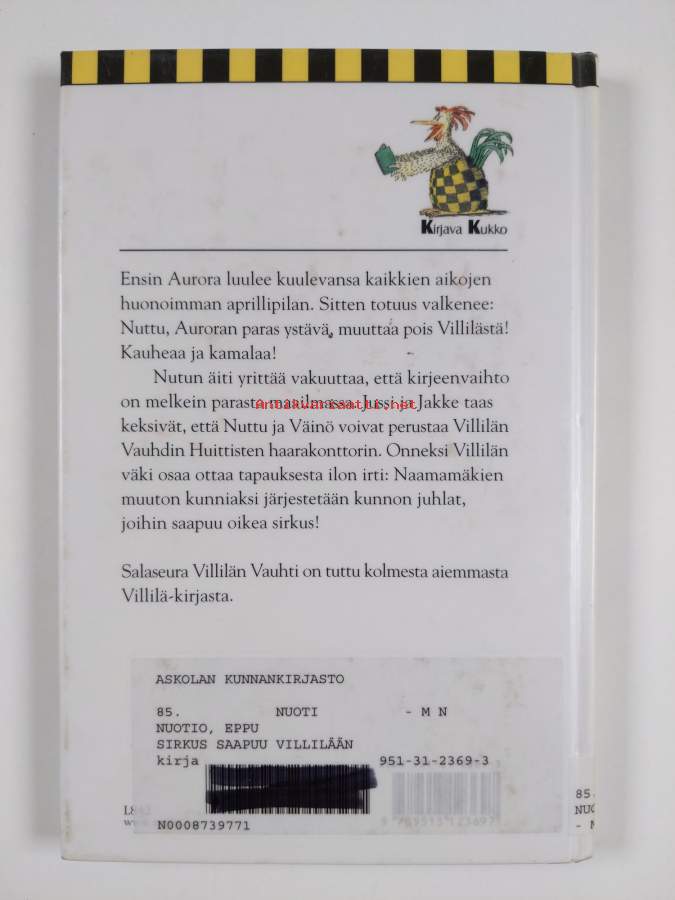 Kirjava Kukko
Ensin Aurora luulee kuulevansa kaikkien aikojen
huonoimman aprillipilan. Sitten totuus valkenee:
Nuttu, Auroran paras ystävä, muuttaa pois Villilästä!
Kauheaa ja kamalaa!
Nutun äiti yrittää vakuuttaa, että kirjeenvaihto
on melkein parasta maailmassa. Jussi ja Jakke taas
Antikvariaatti.net
keksivät, että Nuttu ja Väinö voivat perustaa Villilän
Vauhdin Huittisten haarakonttorin. Onneksi Villilän
väki osaa ottaa tapauksesta ilon irti: Naamamäkien
muuton kunniaksi järjestetään kunnon juhlat,
joihin saapuu oikea sirkus!
Salaseura Villilän Vauhti on tuttu kolmesta aiemmasta
Villilä-kirjasta.
ASKOLAN KUNNANKIRJASTO
85. NUOTI - M N
NUOTIO, EPPU
SIRKUS SAAPUU VILLILÄÄN
kirja 951-31-2369-3
N0008739771
85.